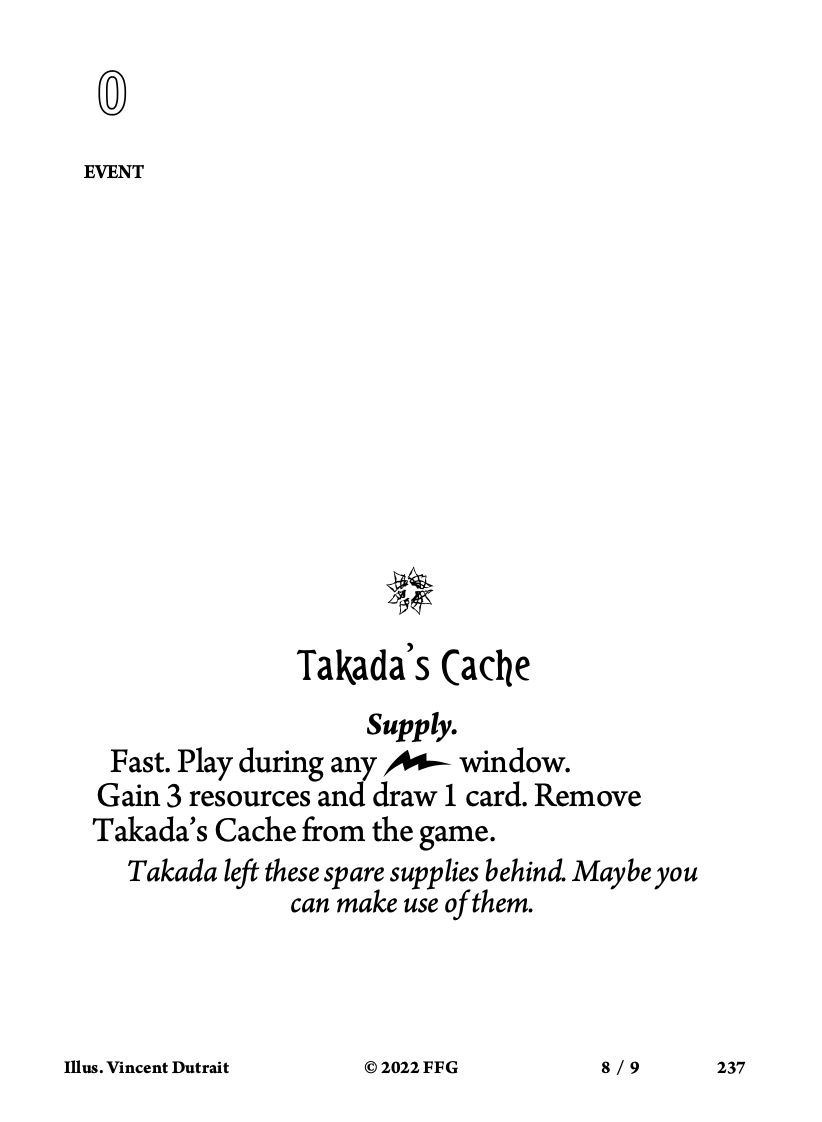 0
EVENT
Takada’s Cache
Supply.
Fast. Play during any window.
Gain 3 resources and draw 1 card. Remove
Takada’s Cache from the game.
Takada left these spare supplies behind. Maybe you
can make use of them.
Illus. Vincent Dutrait © 2022 FFG 8 / 9 237